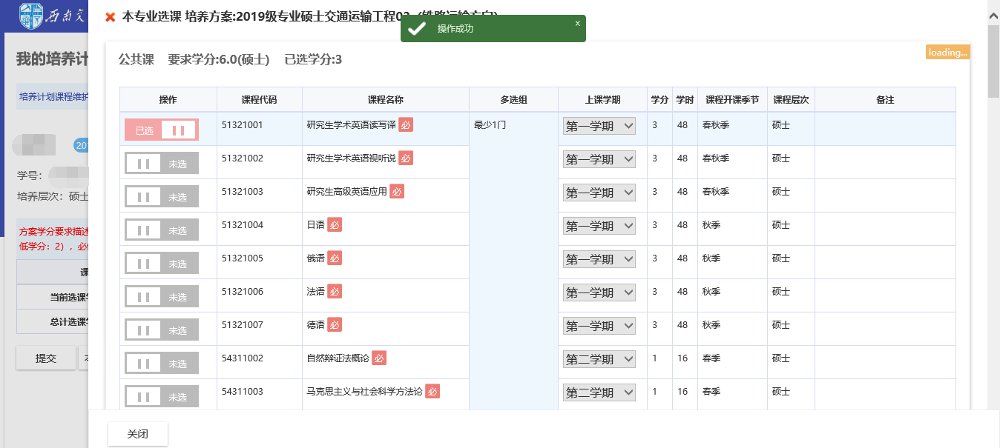 西南交
本专业选课 培养方案:2019级专业硕士交通运输工程
操作成功
x
我的培养计
公共课 要求学分:6.0(硕士) 已选学分:3
loading...
培养计划课程维护
操作 课程代码 课程名称 多选组 上课学期 学分 学时 课程开课季节 课程层次 备注
已选 51321001 研究生学术英语读写译 必 最少1门 第一学期 3 48 春秋季 硕士
未选 51321002 研究生学术英语视听说 必 第一学期 3 48 春秋季 硕士
未选 51321003 研究生高级英语应用 必 第一学期 3 48 春秋季 硕士
未选 51321004 日语 必 第一学期 3 48 秋季 硕士
未选 51321005 俄语 必 第一学期 3 48 秋季 硕士
未选 51321006 法语 必 第一学期 3 48 秋季 硕士
未选 51321007 德语 必 第一学期 3 48 秋季 硕士
未选 54311002 自然辩证法概论 必 第二学期 1 16 春季 硕士
未选 54311003 马克思主义与社会科学方法论 必 第二学期 1 16 春季 硕士
201
学号:
培养层次: 硕士
方案学分要求描述
低学分: 2) , 必
课
当前选课学
总计选课学
提交
关闭